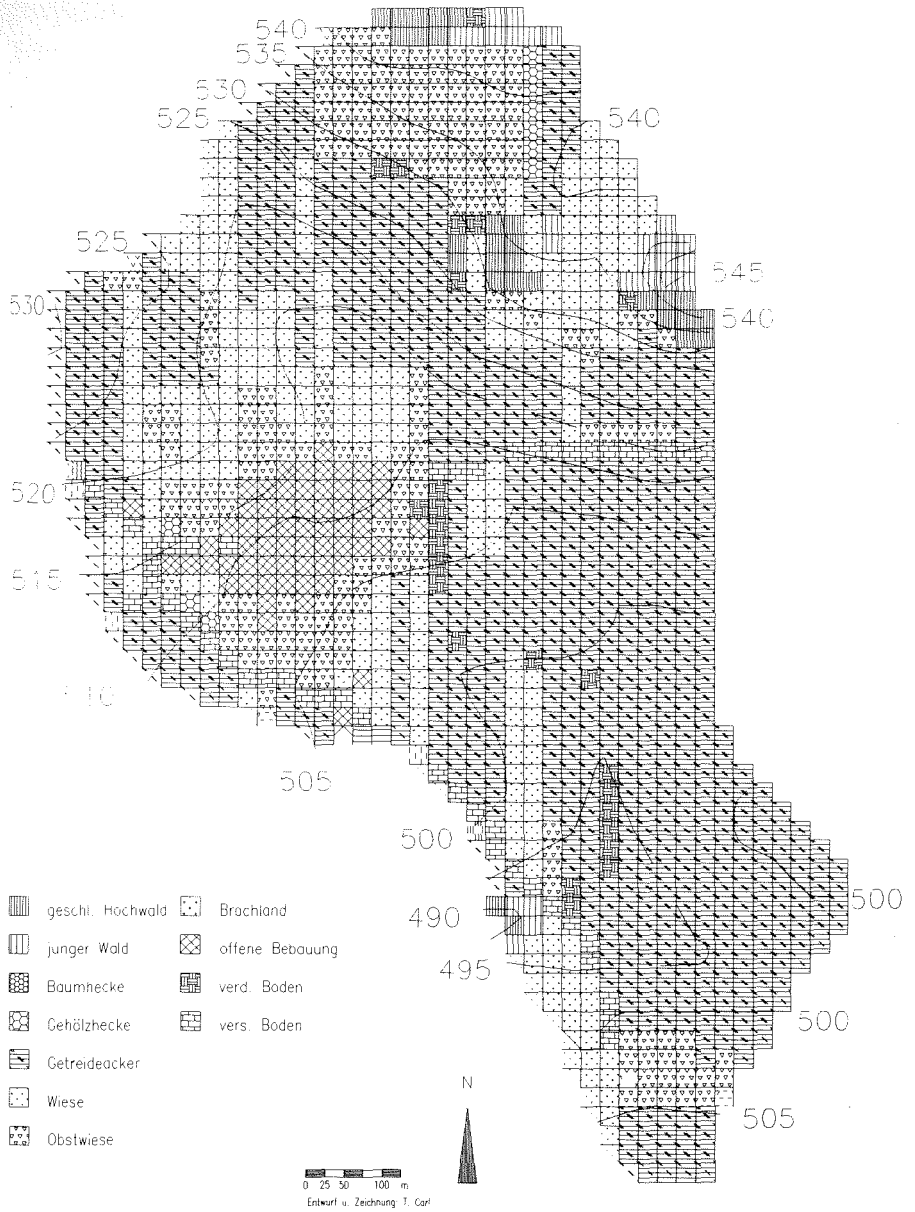 540
535
530
525
540
525
545
530
540
520
515
10
505
500
500
490
495
500
505
geschl. Hochwald
Brachland
junger Wald
offene Bebauung
Baumhecke
verd. Boden
Gehölzhecke
vers. Boden
Getreideacker
Wiese
Obstwiese
N
0 25 50 100 m
Entwurf u. Zeichnung: T. Carl